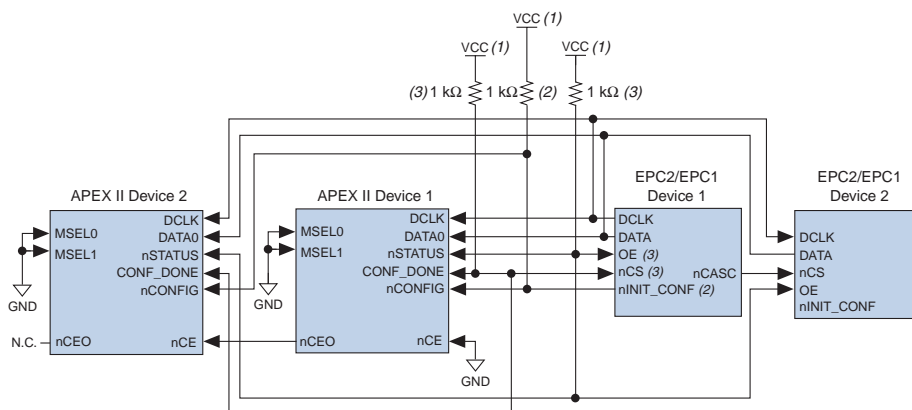 VCC (1)
VCC (1)
VCC (1)
(3) 1 kΩ
1 kΩ (2)
1 kΩ (3)
APEX II Device 2
MSEL0
MSEL1
GND
DCLK
DATA0
nSTATUS
CONF_DONE
nCONFIG
N.C.
nCEO
nCE
APEX II Device 1
MSEL0
MSEL1
GND
DCLK
DATA0
nSTATUS
CONF_DONE
nCONFIG
nCEO
nCE
GND
EPC2/EPC1
Device 1
DCLK
DATA
OE (3)
nCS (3)
nCASC
nINIT_CONF (2)
EPC2/EPC1
Device 2
DCLK
DATA
nCS
OE
nINIT_CONF